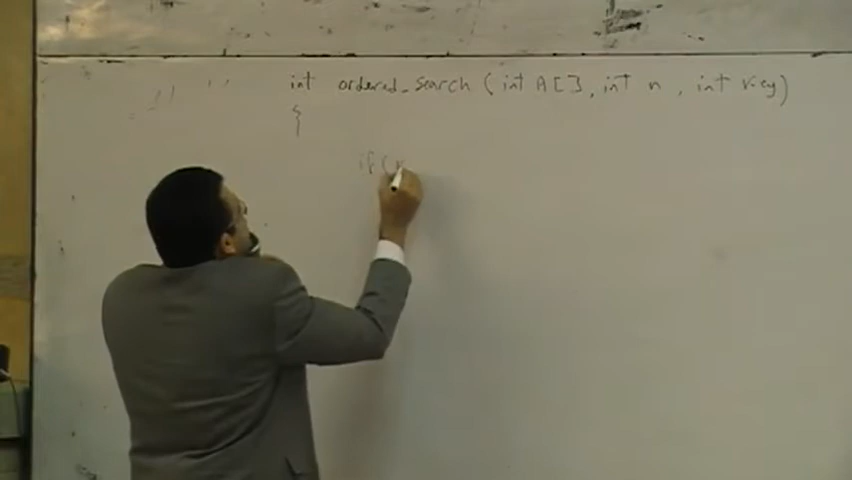 int ordered_search (int A[], int n, int key)
{
if (